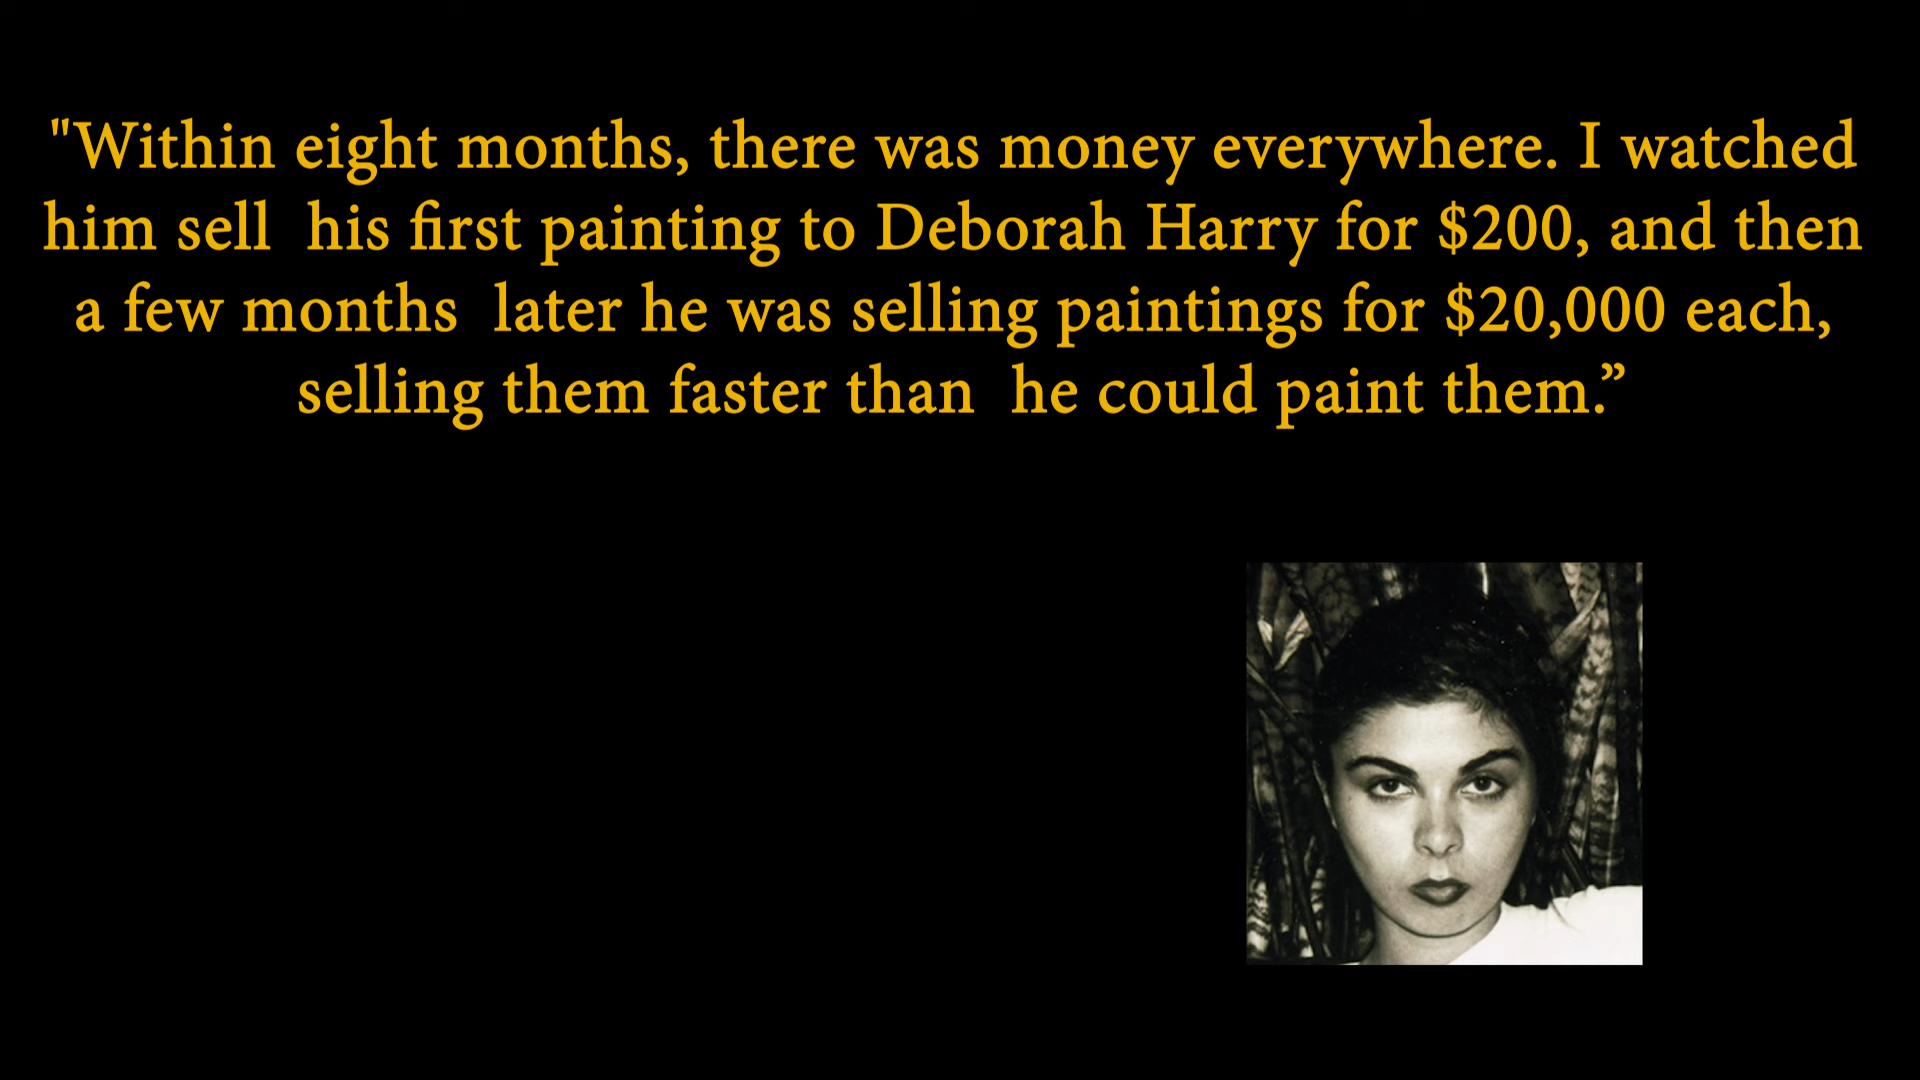 "Within eight months, there was money everywhere. I watched
him sell  his first painting to Deborah Harry for $200, and then
a few months  later he was selling paintings for $20,000 each,
selling them faster than  he could paint them.”